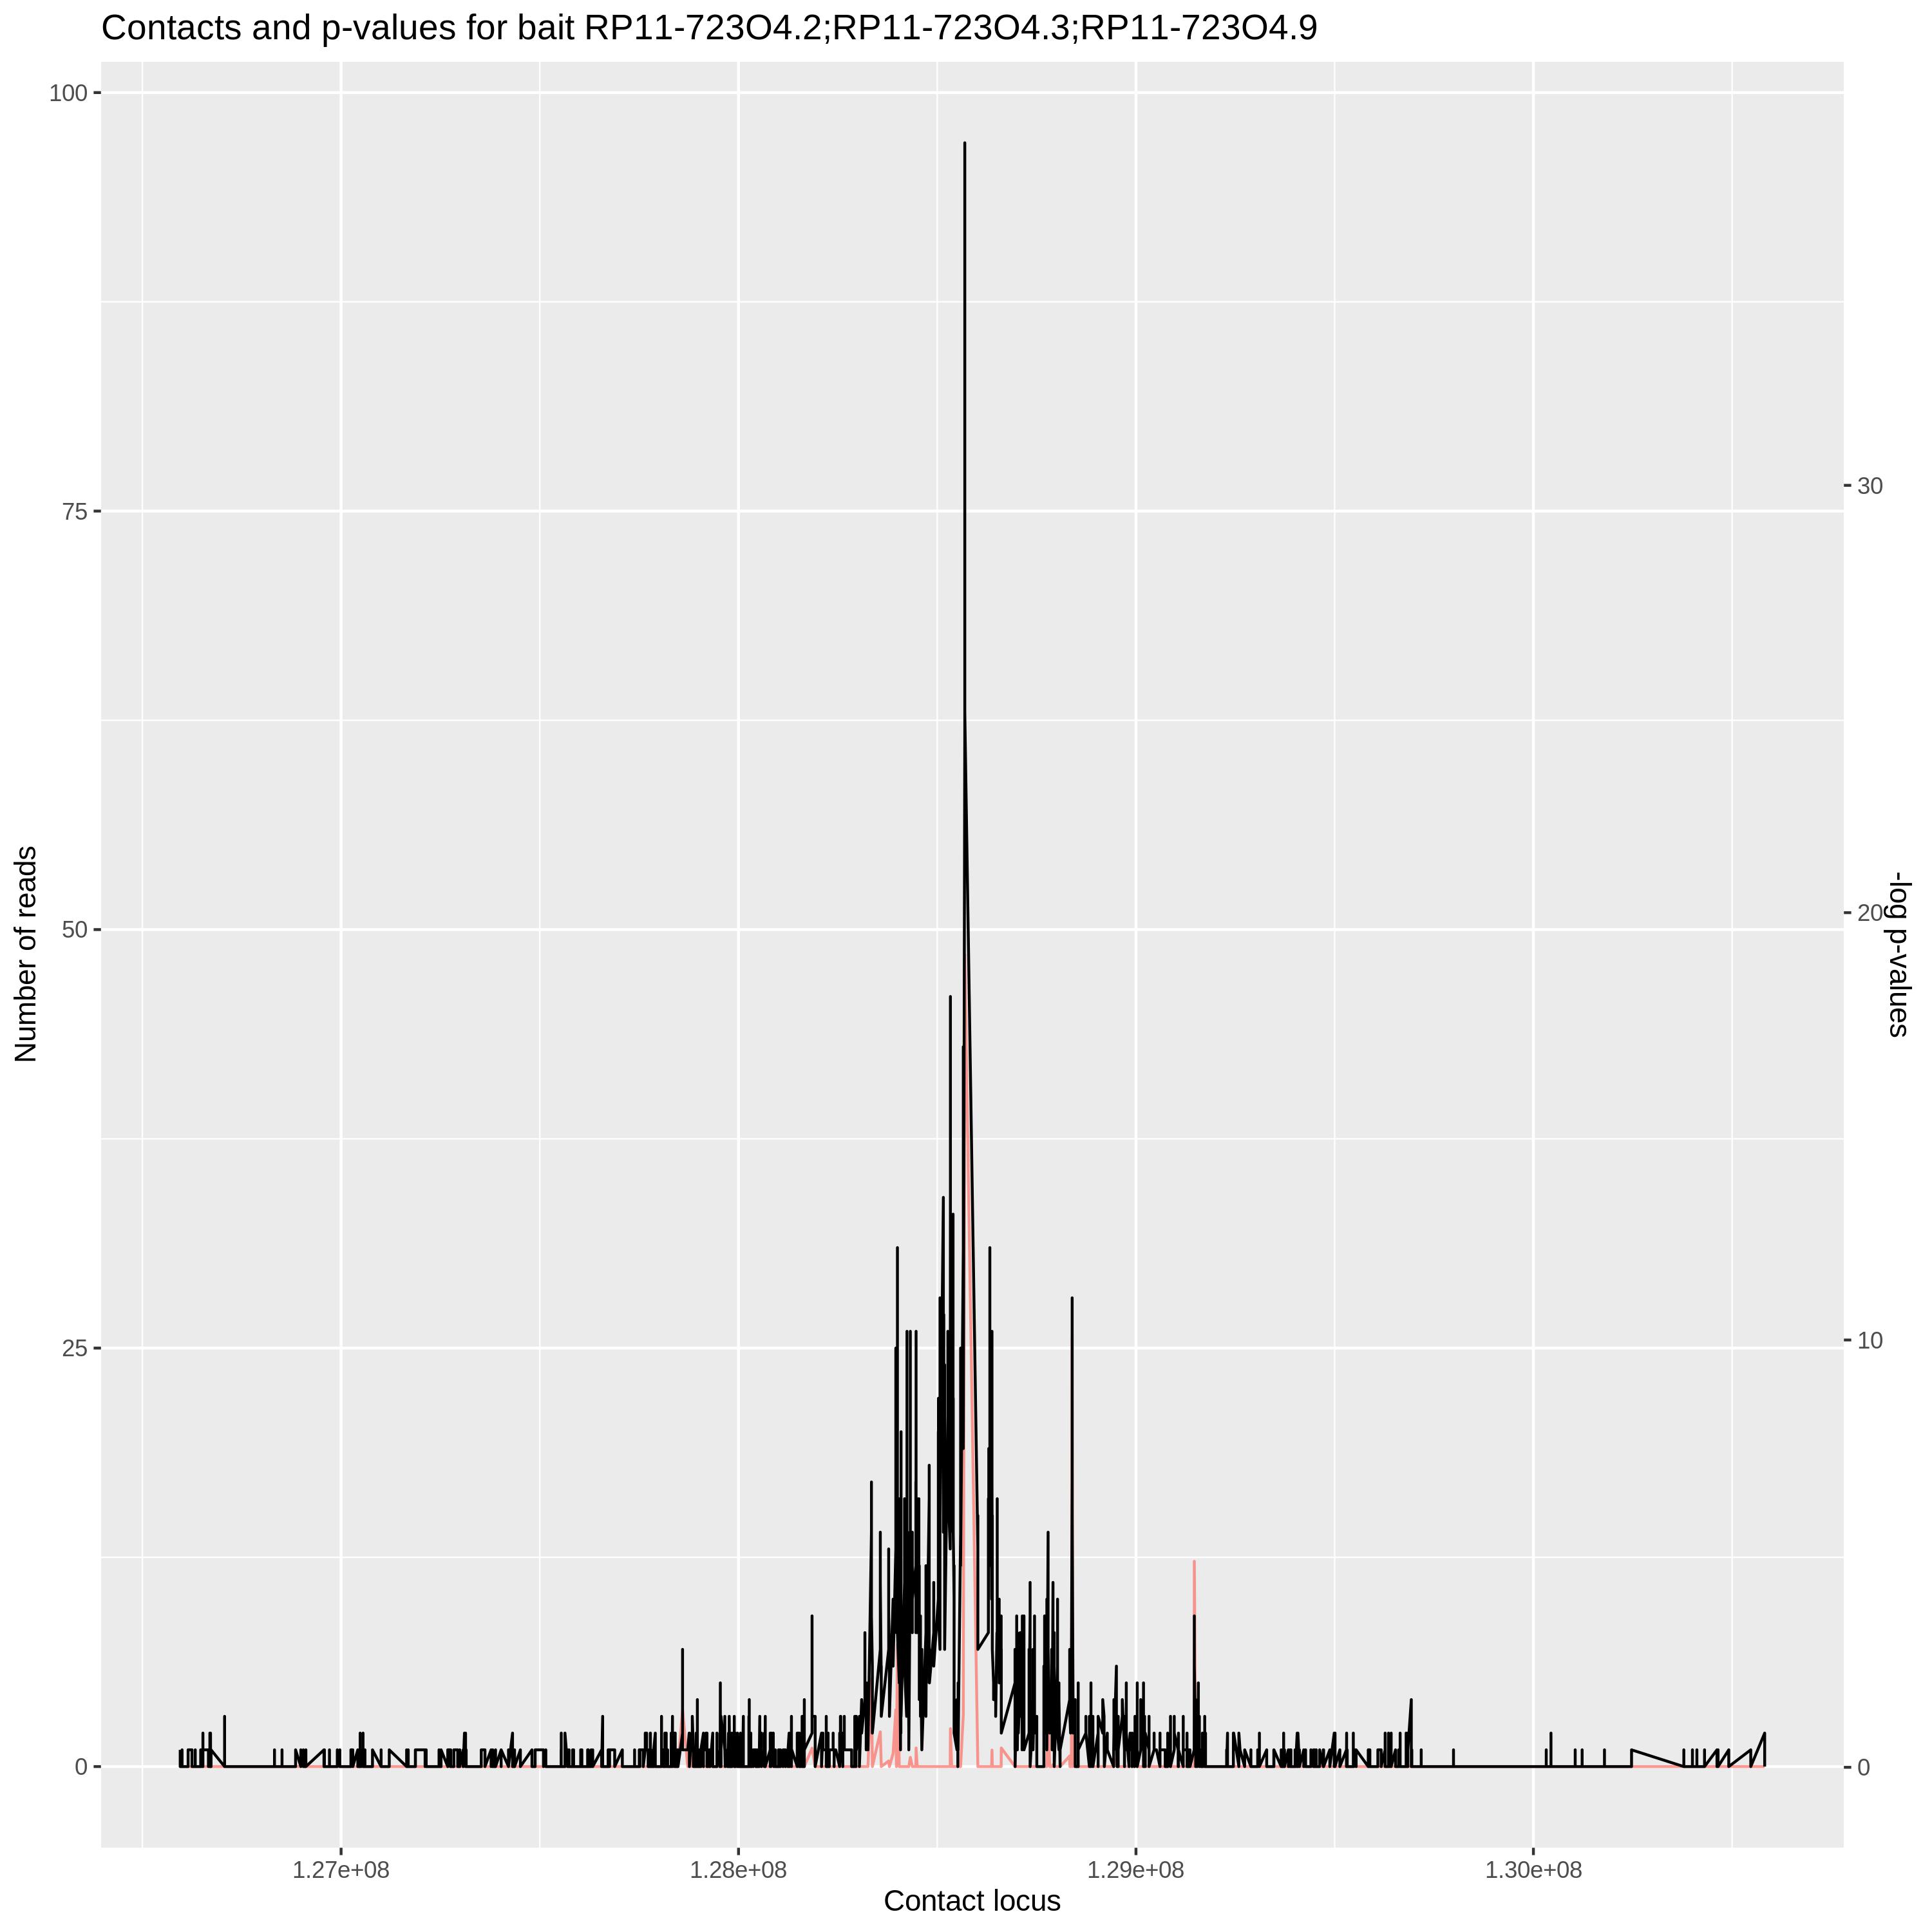 Contacts and p-values for bait RP11-723O4.2;RP11-723O4.3;RP11-723O4.9
100
75
50
25
0
Number of reads
30
20
10
0
-log p-values
1.27e+08
1.28e+08
1.29e+08
1.30e+08
Contact locus